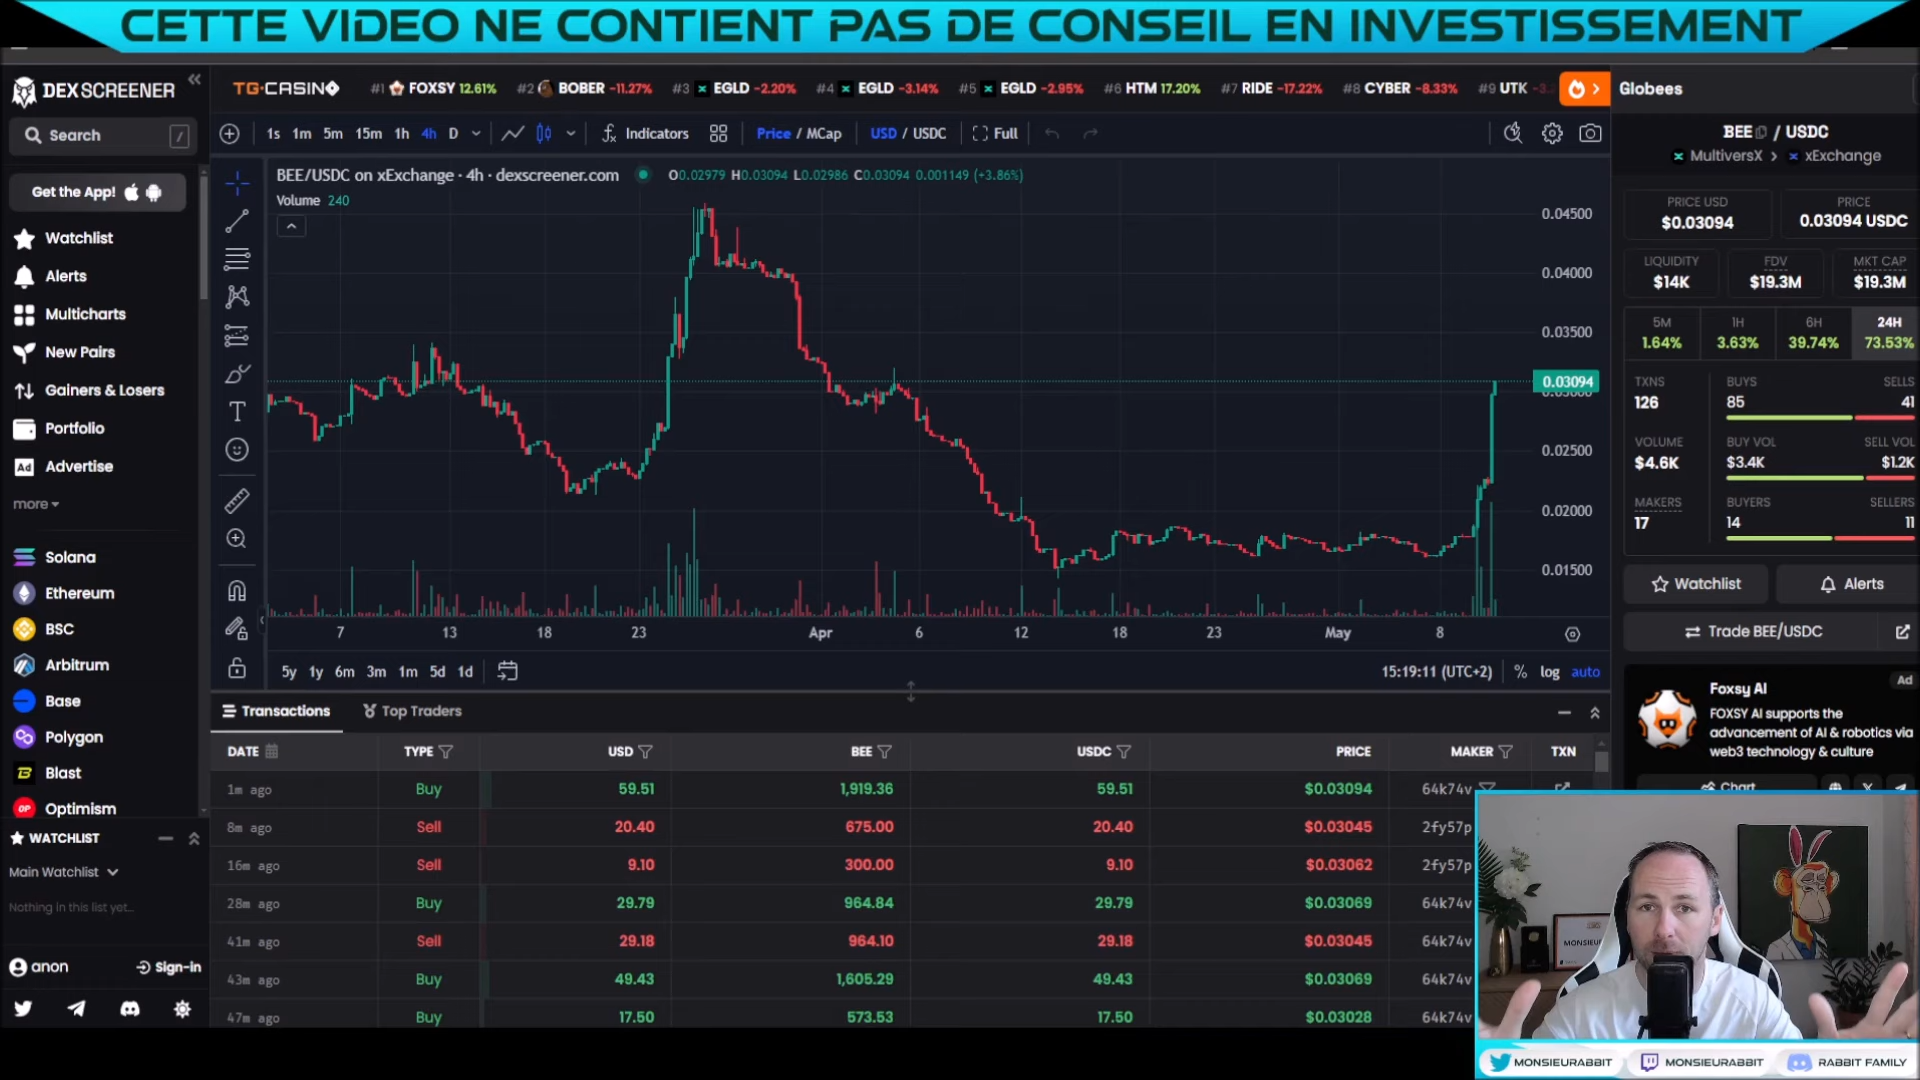 CETTE VIDEO NE CONTIENT PAS DE CONSEIL EN INVESTISSEMENT
DEXSCREENER
Search /
Get the App!
Watchlist
Alerts
Multicharts
New Pairs
Gainers & Losers
Portfolio
Ad Advertise
more
Solana
Ethereum
BSC
Arbitrum
Base
Polygon
Blast
OP Optimism
WATCHLIST
Main Watchlist
Nothing in this list yet...
anon Sign-in
TG.CASINO #1 FOXSY 12.61% #2 BOBER -11.27% #3 EGLD -2.20% #4 EGLD -3.14% #5 EGLD -2.95% #6 HTM 17.20% #7 RIDE -17.22% #8 CYBER -8.33% #9 UTK
1s 1m 5m 15m 1h 4h D Indicators Price / MCap USD / USDC Full
BEE/USDC on xExchange · 4h · dexscreener.com O0.02979 H0.03094 L0.02986 C0.03094 0.001149 (+3.86%)
Volume 240
0.04500
0.04000
0.03500
0.03094
0.03000
0.02500
0.02000
0.01500
7 13 18 23 Apr 6 12 18 23 May 8
5y 1y 6m 3m 1m 5d 1d 15:19:11 (UTC+2) % log auto
Transactions Top Traders
DATE TYPE USD BEE USDC PRICE MAKER TXN
1m ago Buy 59.51 1,919.36 59.51 $0.03094 64k74v
8m ago Sell 20.40 675.00 20.40 $0.03045 2fy57p
16m ago Sell 9.10 300.00 9.10 $0.03062 2fy57p
28m ago Buy 29.79 964.84 29.79 $0.03069 64k74v
41m ago Sell 29.18 964.10 29.18 $0.03045 64k74v
43m ago Buy 49.43 1,605.29 49.43 $0.03069 64k74v
47m ago Buy 17.50 573.53 17.50 $0.03028 64k74v
Globees
BEE / USDC
MultiversX > xExchange
PRICE USD PRICE
$0.03094 0.03094 USDC
LIQUIDITY FDV MKT CAP
$14K $19.3M $19.3M
5M 1H 6H 24H
1.64% 3.63% 39.74% 73.53%
TXNS BUYS SELLS
126 85 41
VOLUME BUY VOL SELL VOL
$4.6K $3.4K $1.2K
MAKERS BUYERS SELLERS
17 14 11
Watchlist Alerts
Trade BEE/USDC
Ad
Foxsy AI
FOXSY AI supports the
advancement of AI & robotics via
web3 technology & culture
Chart
MONSIEU
MONSIEURABBIT MONSIEURABBIT RABBIT FAMILY